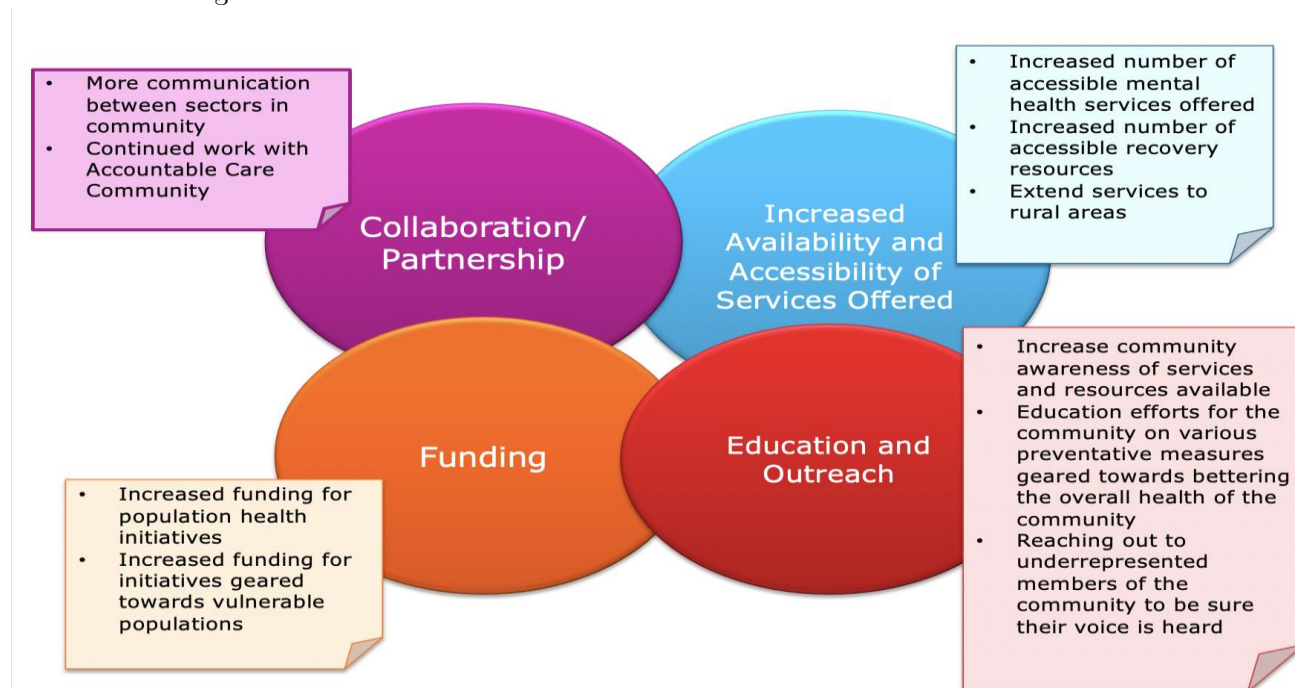 • More communication
between sectors in
community
• Continued work with
Accountable Care
Community
Collaboration/
Partnership
Increased
Availability and
Accessibility of
Services Offered
• Increased number of
accessible mental
health services offered
• Increased number of
accessible recovery
resources
• Extend services to
rural areas
Funding
• Increased funding for
population health
initiatives
• Increased funding for
initiatives geared
towards vulnerable
populations
Education and
Outreach
• Increase community
awareness of services
and resources available
• Education efforts for the
community on various
preventative measures
geared towards bettering
the overall health of the
community
• Reaching out to
underrepresented
members of the
community to be sure
their voice is heard